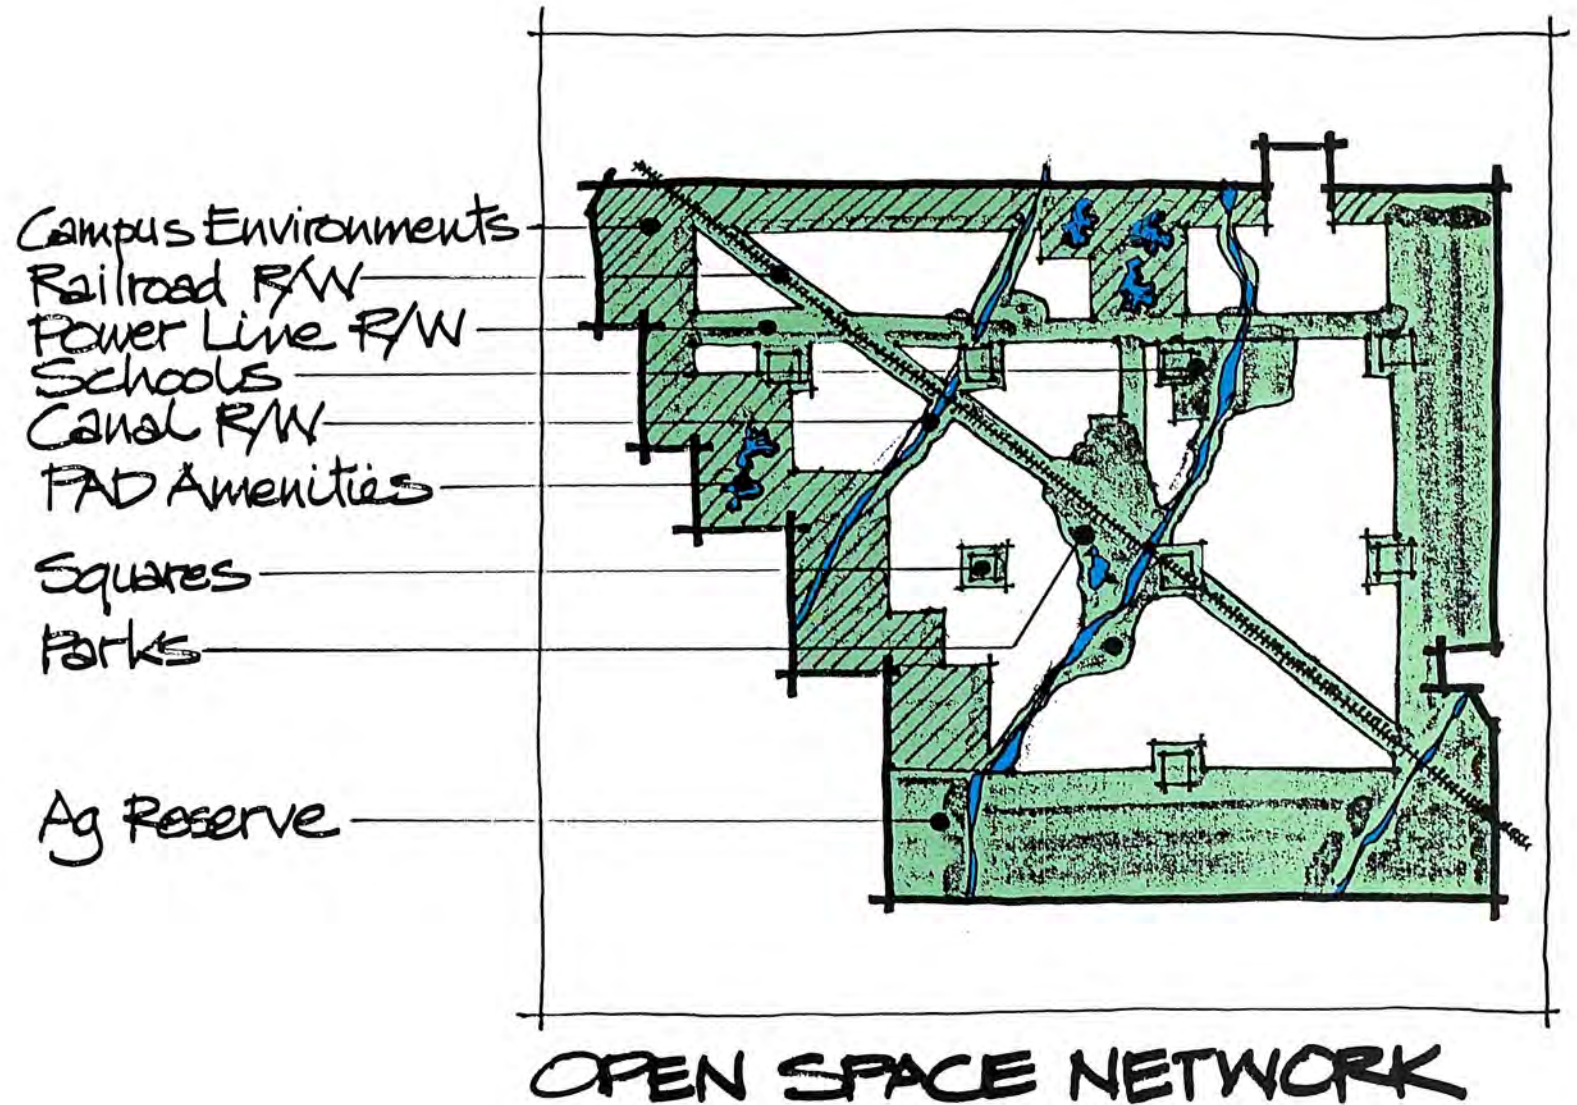 Campus Environments
Railroad R/W
Power Line R/W
Schools
Canal R/W
PAD Amenities
Squares
Parks
Ag Reserve
OPEN SPACE NETWORK